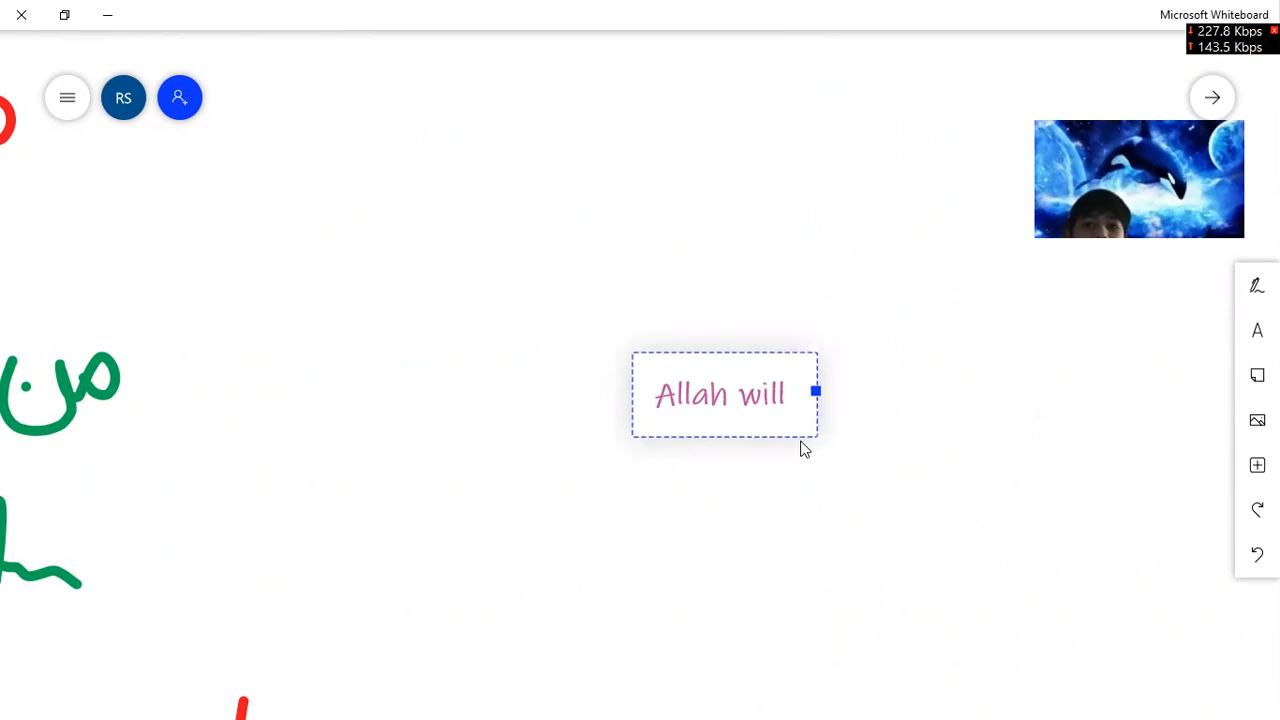 Microsoft Whiteboard
227.8 Kbps
143.5 Kbps
RS
من
Allah will
A